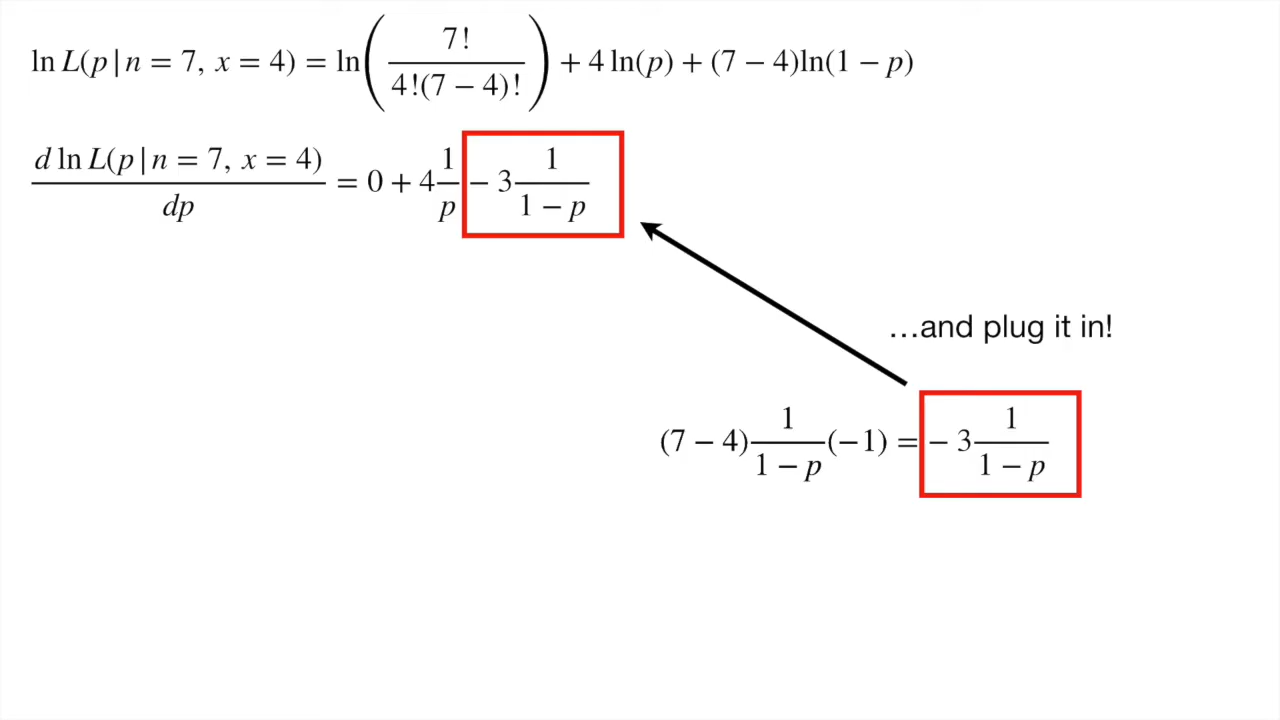 ln L(p | n = 7, x = 4) = ln(7! / 4!(7 − 4)!) + 4 ln(p) + (7 − 4)ln(1 − p)
d ln L(p | n = 7, x = 4) / dp = 0 + 4 1/p − 3 1/(1 − p)
…and plug it in!
(7 − 4) 1/(1 − p) (−1) = − 3 1/(1 − p)